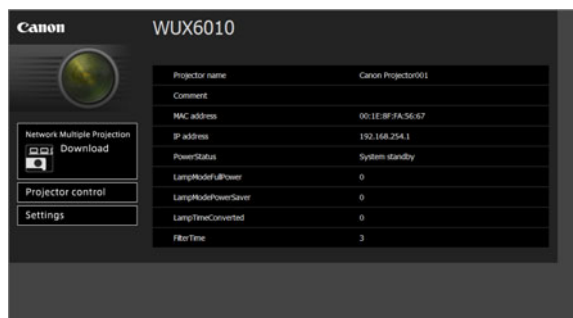 Canon
WUX6010
Projector name Canon Projector001
Comment
MAC address 00:1E:8F:FA:56:67
IP address 192.168.254.1
PowerStatus System standby
LampModeFullPower 0
LampModePowerSaver 0
LampTimeConverted 0
FilterTime 3
Network Multiple Projection
Download
Projector control
Settings